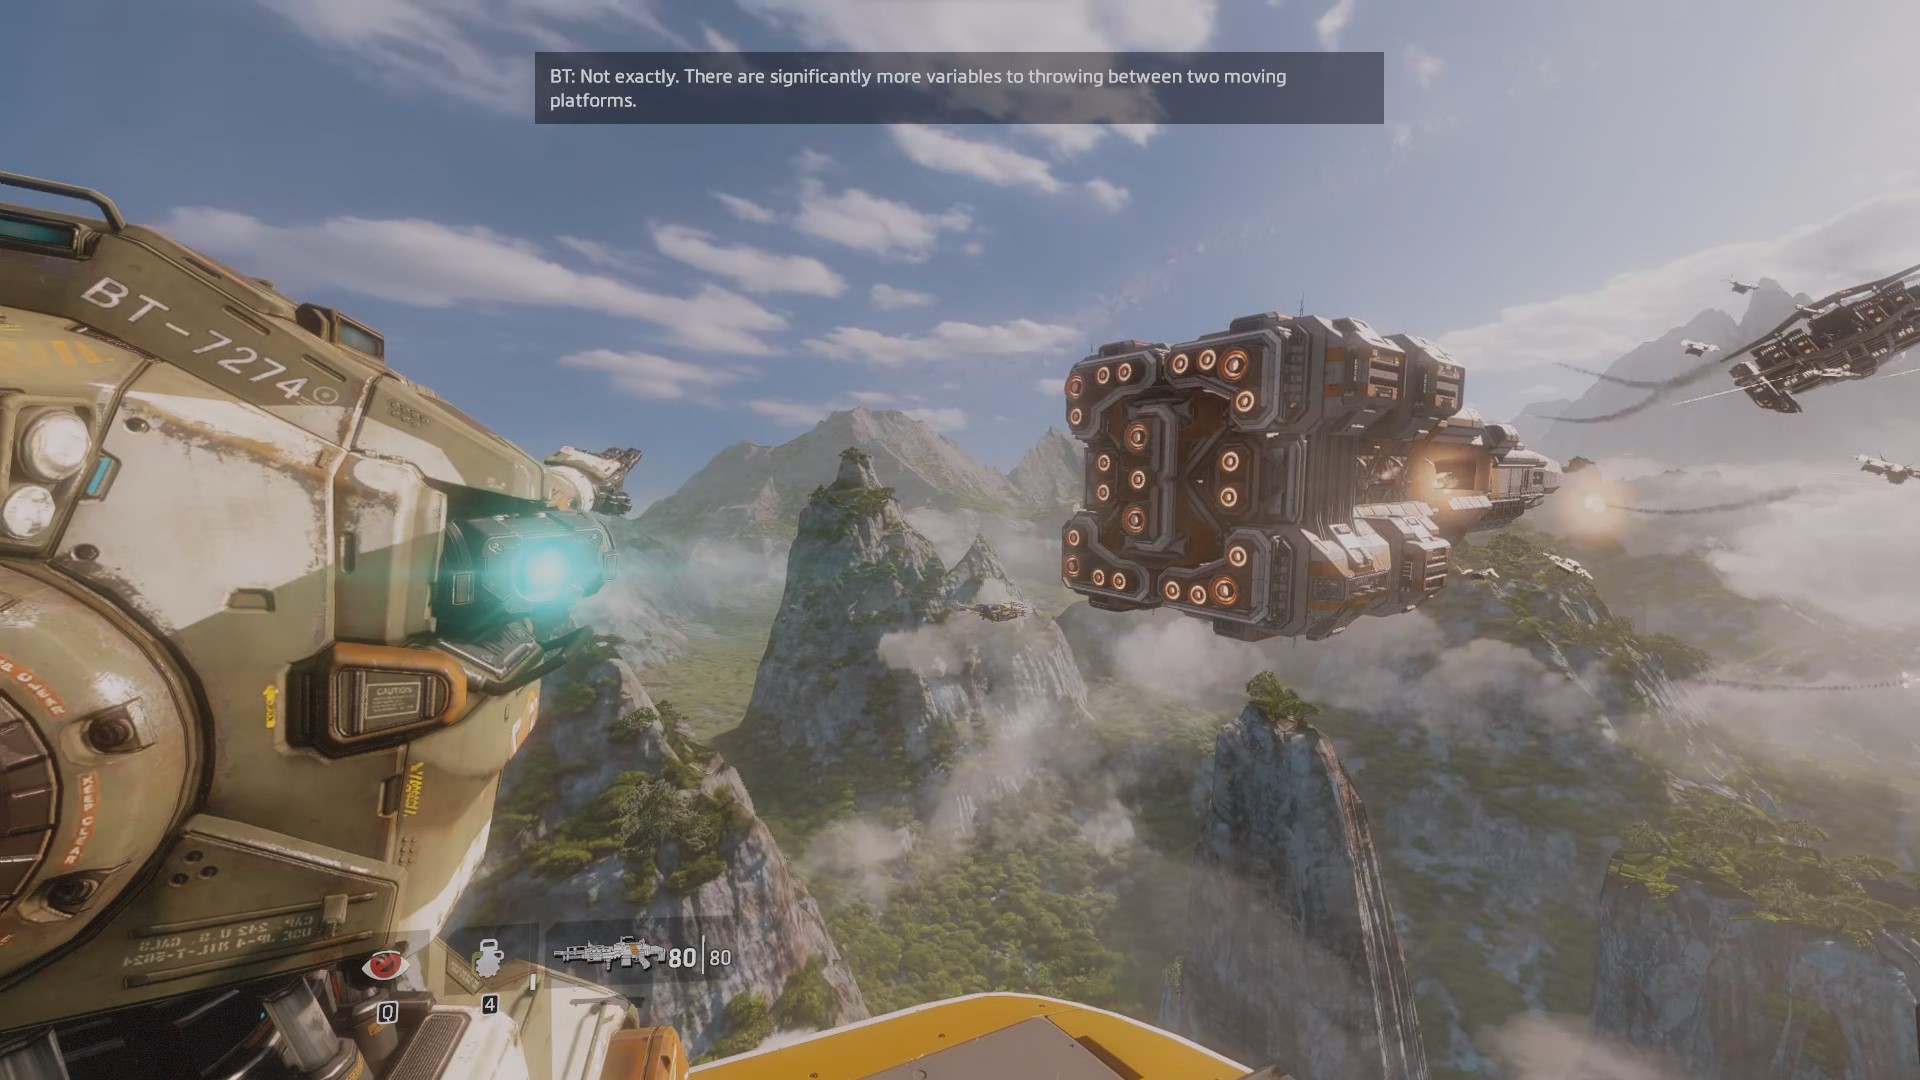 BT: Not exactly. There are significantly more variables to throwing between two moving
platforms.
BT-7274
CAUTION
KEEP CLEAR
80|80
Q
4